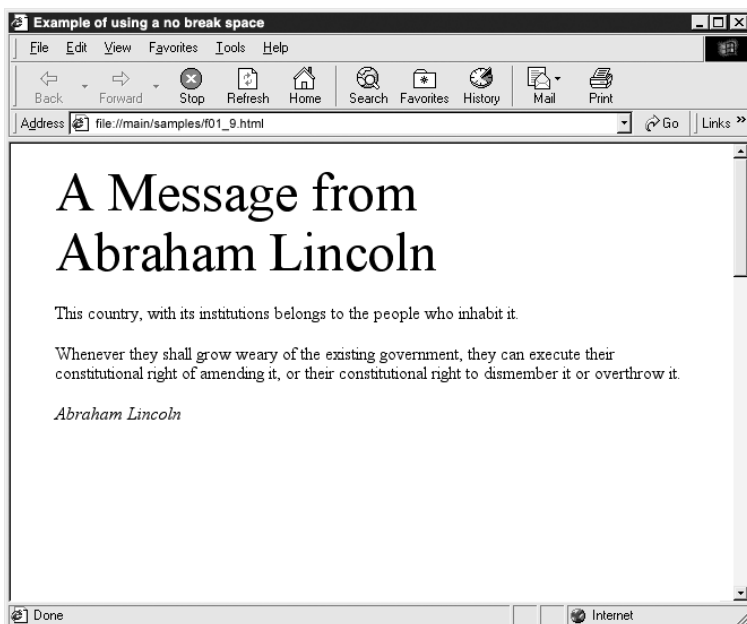 Example of using a no break space
File Edit View Favorites Tools Help
Back Forward Stop Refresh Home Search Favorites History Mail Print
Address file://main/samples/f01_9.html Go Links »
A Message from
Abraham Lincoln
This country, with its institutions belongs to the people who inhabit it.
Whenever they shall grow weary of the existing government, they can execute their
constitutional right of amending it, or their constitutional right to dismember it or overthrow it.
Abraham Lincoln
Done Internet